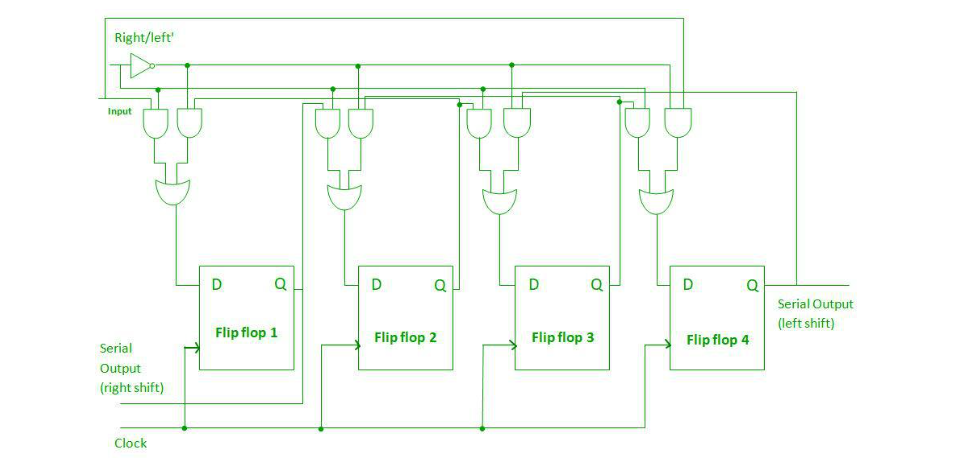 Right/left'
Input
D Q
Flip flop 1
D Q
Flip flop 2
D Q
Flip flop 3
D Q
Flip flop 4
Serial Output
(left shift)
Serial
Output
(right shift)
Clock